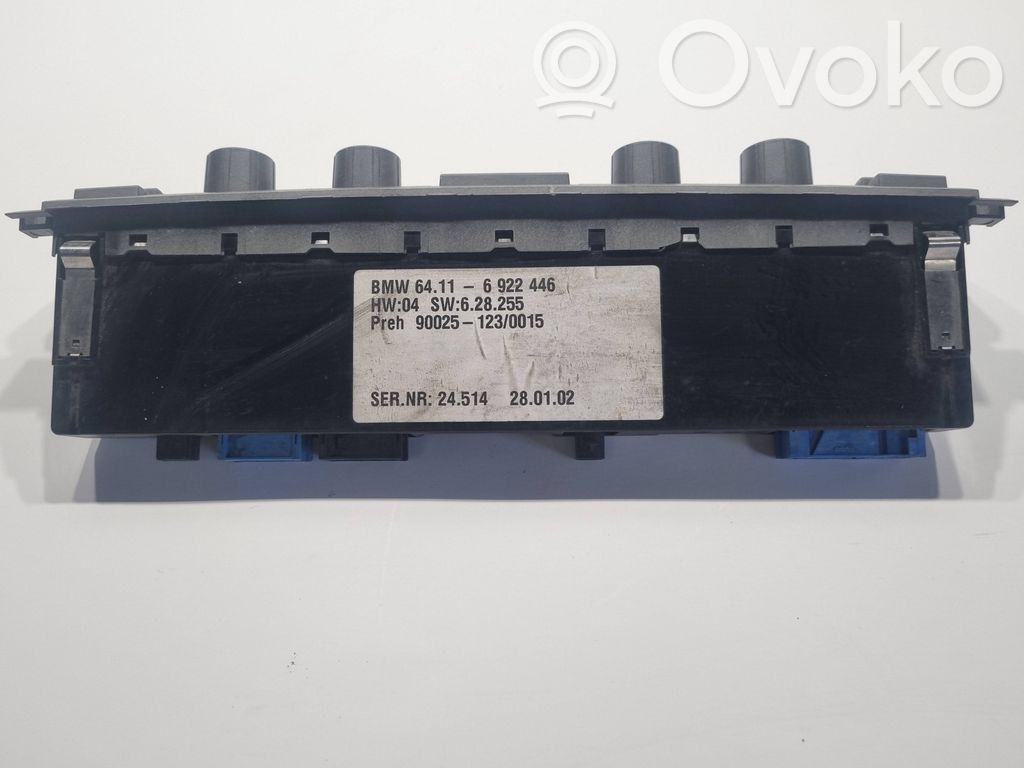 Ovoko
BMW 64.11 - 6 922 446
HW:04 SW:6.28.255
Preh 90025-123/0015
SER.NR: 24.514 28.01.02